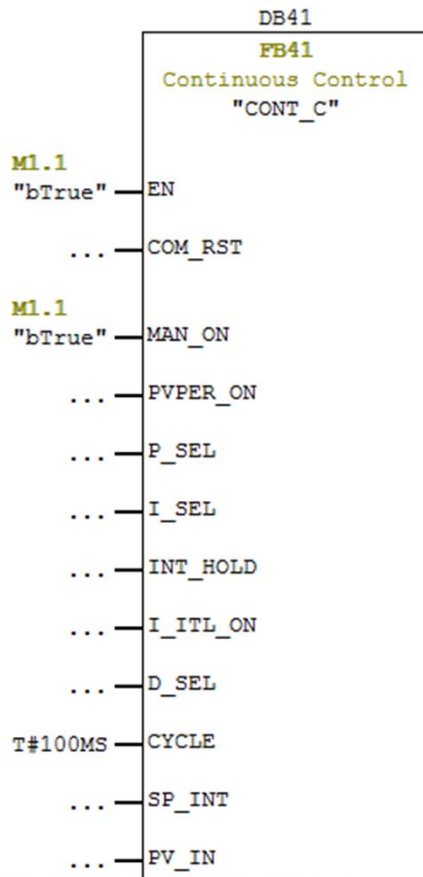 DB41
FB41
Continuous Control
"CONT_C"
M1.1
"bTrue" EN
... COM_RST
M1.1
"bTrue" MAN_ON
... PVPER_ON
... P_SEL
... I_SEL
... INT_HOLD
... I_ITL_ON
... D_SEL
T#100MS CYCLE
... SP_INT
... PV_IN